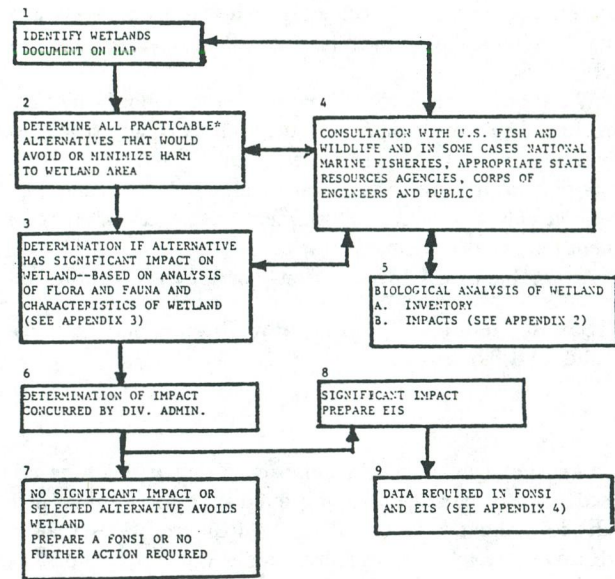 1
IDENTIFY WETLANDS
DOCUMENT ON MAP
2
DETERMINE ALL PRACTICABLE*
ALTERNATIVES THAT WOULD
AVOID OR MINIMIZE HARM
TO WETLAND AREA
4
CONSULTATION WITH U.S. FISH AND
WILDLIFE AND IN SOME CASES NATIONAL
MARINE FISHERIES, APPROPRIATE STATE
RESOURCES AGENCIES, CORPS OF
ENGINEERS AND PUBLIC
3
DETERMINATION IF ALTERNATIVE
HAS SIGNIFICANT IMPACT ON
WETLAND--BASED ON ANALYSIS
OF FLORA AND FAUNA AND
CHARACTERISTICS OF WETLAND
(SEE APPENDIX 3)
5
BIOLOGICAL ANALYSIS OF WETLAND
A. INVENTORY
B. IMPACTS (SEE APPENDIX 2)
6
DETERMINATION OF IMPACT
CONCURRED BY DIV. ADMIN.
8
SIGNIFICANT IMPACT
PREPARE EIS
7
NO SIGNIFICANT IMPACT OR
SELECTED ALTERNATIVE AVOIDS
WETLAND
PREPARE A FONSI OR NO
FURTHER ACTION REQUIRED
9
DATA REQUIRED IN FONSI
AND EIS (SEE APPENDIX 4)